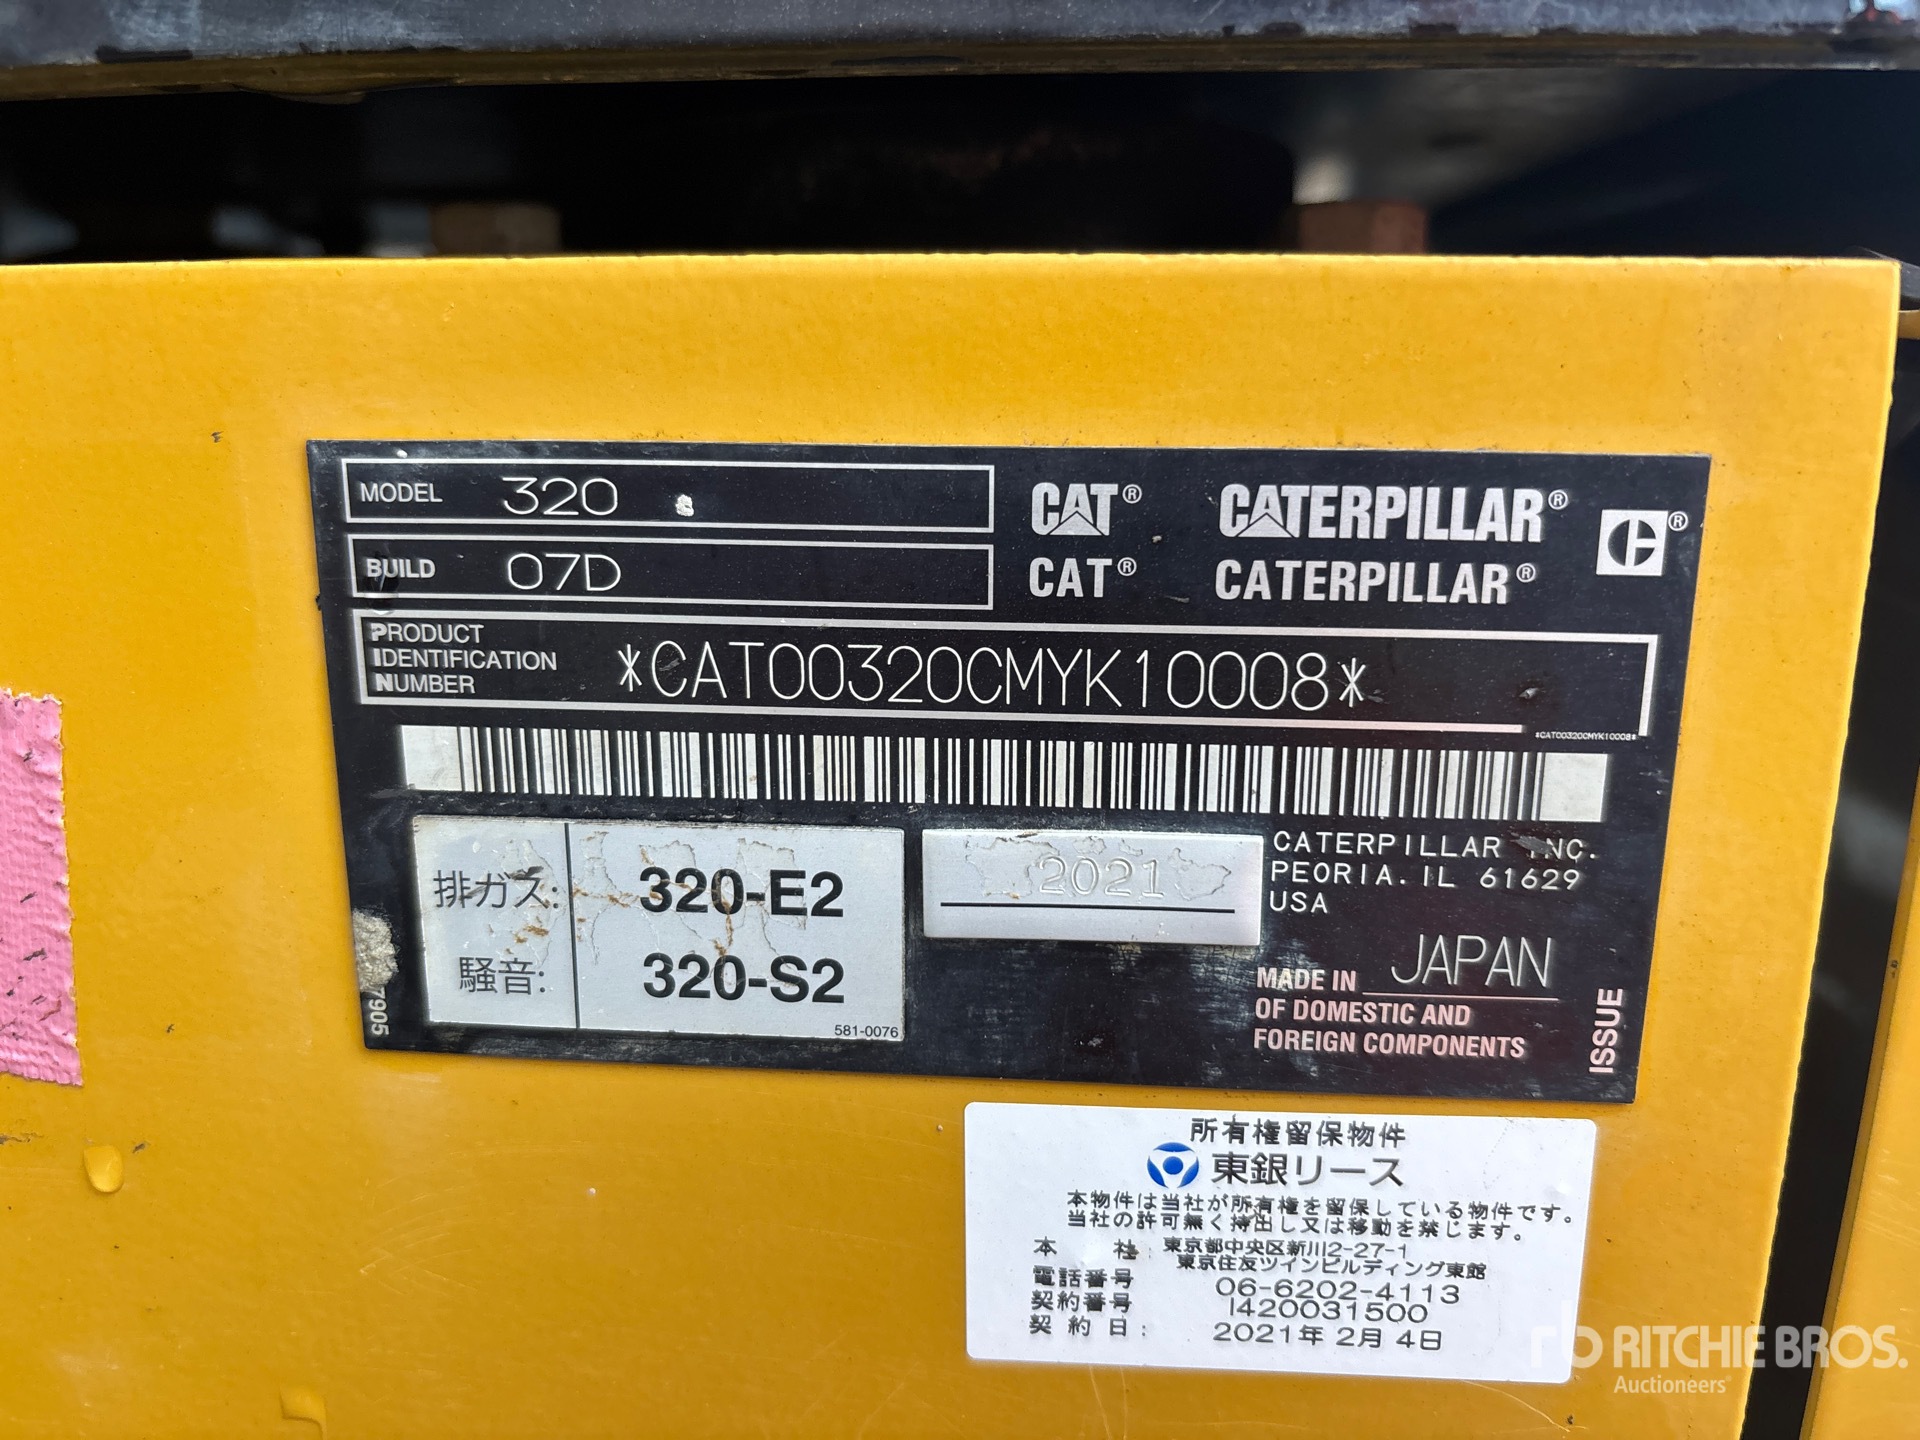 MODEL 320
BUILD 07D
CAT® CATERPILLAR®
CAT® CATERPILLAR®
PRODUCT IDENTIFICATION NUMBER *CAT00320CMYK10008*
*CAT00320CMYK10008*
排ガス: 320-E2
騒音: 320-S2
581-0076
7905
2021
CATERPILLAR INC.
PEORIA. IL 61629
USA
MADE IN JAPAN
OF DOMESTIC AND
FOREIGN COMPONENTS
ISSUE
所有権留保物件
東銀リース
本物件は当社が所有権を留保している物件です。
当社の許可無く持出し又は移動を禁じます。
本 社: 東京都中央区新川2-27-1
東京住友ツインビルディング東館
電話番号 06-6202-4113
契約番号 1420031500
契約日: 2021年 2月 4日
RITCHIE BROS.
Auctioneers